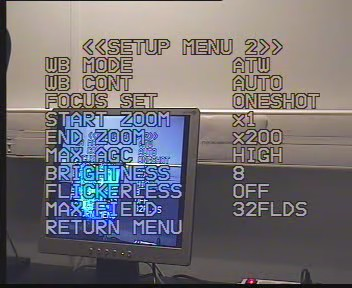 <<SETUP MENU 2>>
WB MODE ATW
WB CONT AUTO
FOCUS SET ONESHOT
START ZOOM x1
END ZOOM x200
MAX AGC HIGH
BRIGHTNESS 8
FLICKERLESS OFF
MAX FIELD 32FLDS
RETURN MENU